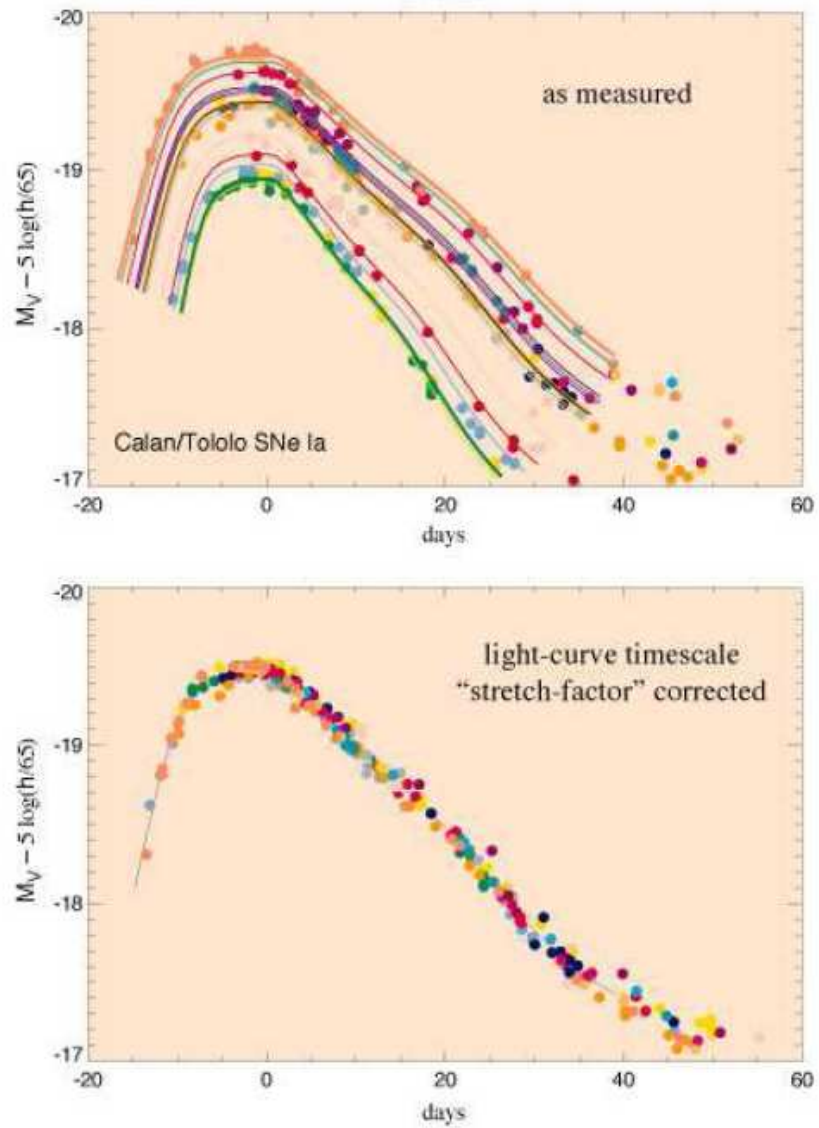 -20
as measured
-19
M_V – 5 log(h/65)
-18
Calan/Tololo SNe Ia
-17
-20 0 20 40 60
days
-20
light-curve timescale
“stretch-factor” corrected
-19
M_V – 5 log(h/65)
-18
-17
-20 0 20 40 60
days